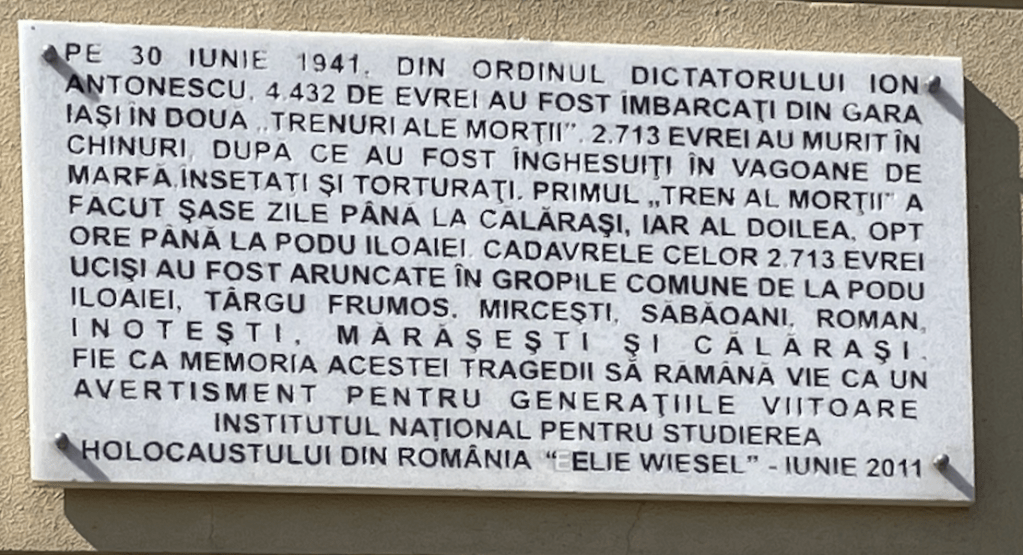 PE 30 IUNIE 1941, DIN ORDINUL DICTATORULUI ION
ANTONESCU, 4.432 DE EVREI AU FOST ÎMBARCAŢI DIN GARA
IAŞI ÎN DOUĂ „TRENURI ALE MORŢII”. 2.713 EVREI AU MURIT ÎN
CHINURI, DUPĂ CE AU FOST ÎNGHESUIŢI ÎN VAGOANE DE
MARFĂ, ÎNSETAŢI ŞI TORTURAŢI. PRIMUL „TREN AL MORŢII” A
FĂCUT ŞASE ZILE PÂNĂ LA CĂLĂRAŞI, IAR AL DOILEA, OPT
ORE PÂNĂ LA PODU ILOAIEI. CADAVRELE CELOR 2.713 EVREI
UCIŞI AU FOST ARUNCATE ÎN GROPILE COMUNE DE LA PODU
ILOAIEI, TÂRGU FRUMOS, MIRCEŞTI, SĂBĂOANI, ROMAN,
INOTEŞTI, MĂRĂŞEŞTI ŞI CĂLĂRAŞI.
FIE CA MEMORIA ACESTEI TRAGEDII SĂ RĂMÂNĂ VIE CA UN
AVERTISMENT PENTRU GENERAŢIILE VIITOARE
INSTITUTUL NAŢIONAL PENTRU STUDIEREA
HOLOCAUSTULUI DIN ROMÂNIA “ELIE WIESEL” - IUNIE 2011